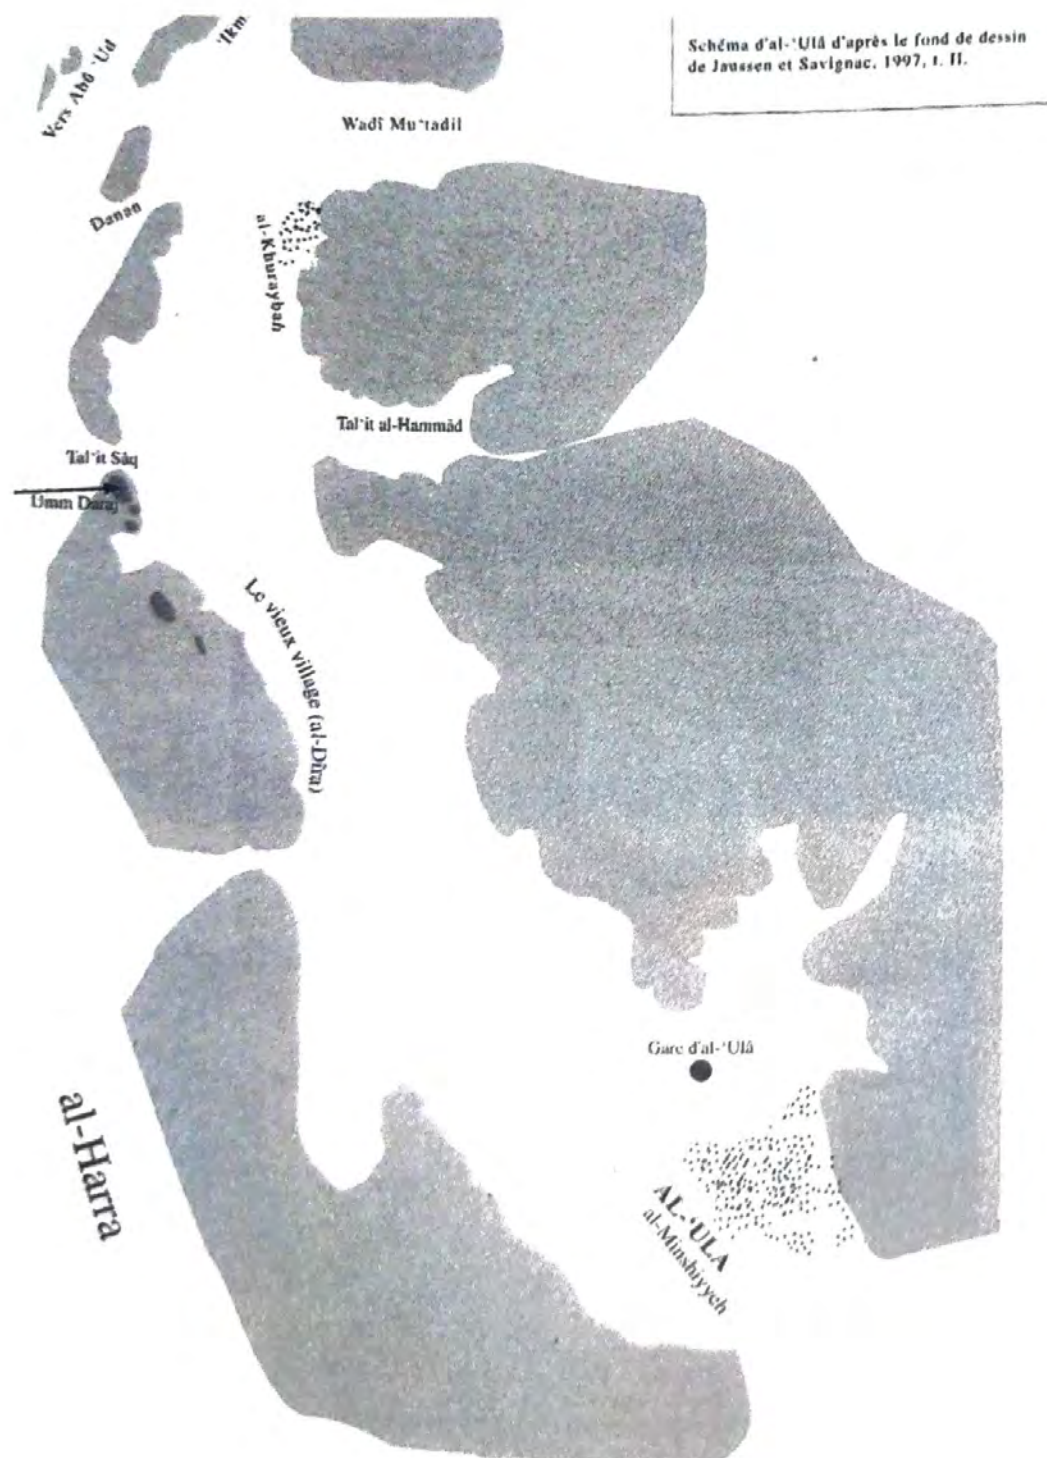 Schéma d'al-'Ulâ d'après le fond de dessin
de Jaussen et Savignac, 1997, t. II.
'Ikm
Vers Abû 'Ud
Wadî Mu'tadil
Danan
al-Khuraybah
Tal'it al-Hammâd
Tal'it Sâq
Umm Daraj
Le vieux village (al-Dîra)
Gare d'al-'Ulâ
al-Harra
AL-'ULA
al-Minshiyyeh